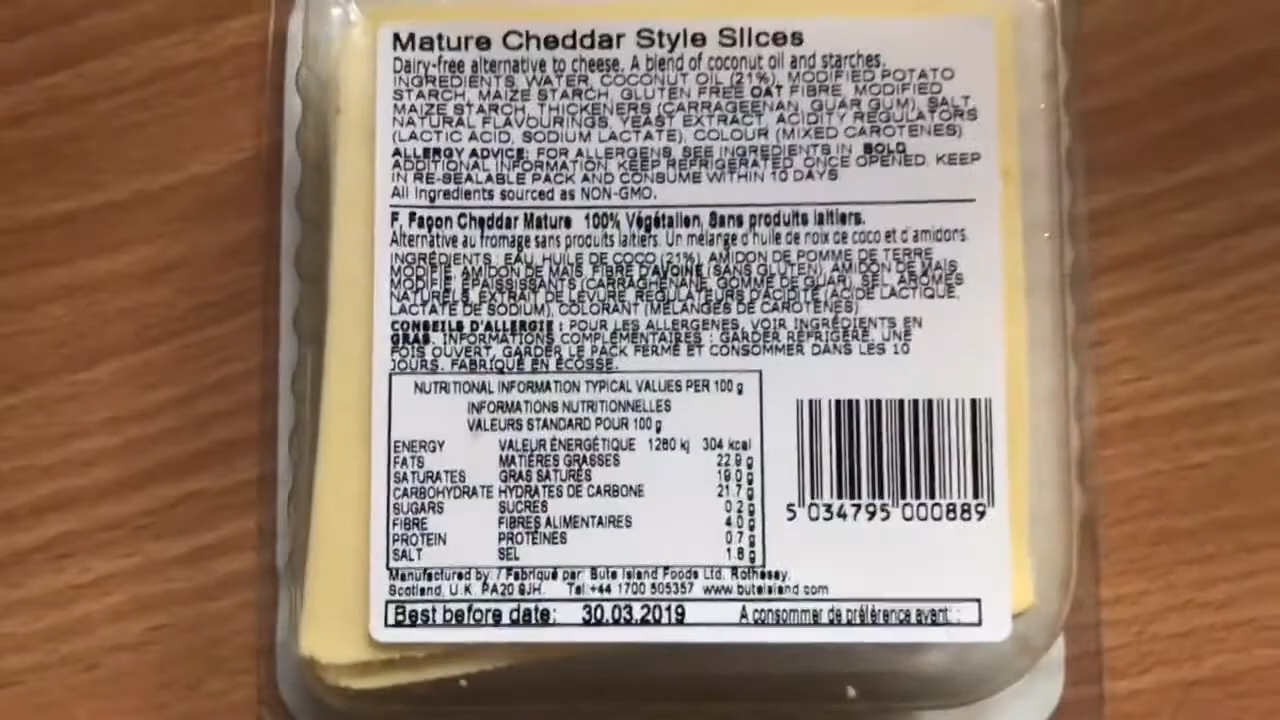 Mature Cheddar Style Slices
Dairy-free alternative to cheese. A blend of coconut oil and starches.
INGREDIENTS, WATER, COCONUT OIL (21%), MODIFIED POTATO
STARCH, MAIZE STARCH, GLUTEN FREE OAT FIBRE, MODIFIED
MAIZE STARCH, THICKENERS (CARRAGEENAN, GUAR GUM), SALT,
NATURAL FLAVOURINGS, YEAST EXTRACT, ACIDITY REGULATORS
(LACTIC ACID, SODIUM LACTATE), COLOUR (MIXED CAROTENES)
ALLERGY ADVICE: FOR ALLERGENS, SEE INGREDIENTS IN BOLD
ADDITIONAL INFORMATION: KEEP REFRIGERATED, ONCE OPENED, KEEP
IN RE-SEALABLE PACK AND CONSUME WITHIN 10 DAYS
All Ingredients sourced as NON-GMO.
F, Façon Cheddar Mature 100% Végétalien, Sans produits laitiers.
Alternative au fromage sans produits laitiers. Un mélange d'huile de noix de coco et d'amidons.
INGRÉDIENTS : EAU, HUILE DE COCO (21%), AMIDON DE POMME DE TERRE
MODIFIÉ, AMIDON DE MAÏS, FIBRE D'AVOINE (SANS GLUTEN), AMIDON DE MAÏS
MODIFIÉ, ÉPAISSISSANTS (CARRAGHÉNANE, GOMME DE GUAR), SEL, ARÔMES
NATURELS, EXTRAIT DE LEVURE, RÉGULATEURS D'ACIDITÉ (ACIDE LACTIQUE,
LACTATE DE SODIUM), COLORANT (MÉLANGES DE CAROTÈNES)
CONSEILS D'ALLERGIE : POUR LES ALLERGÈNES, VOIR INGRÉDIENTS EN
GRAS. INFORMATIONS COMPLÉMENTAIRES : GARDER RÉFRIGÉRÉ, UNE
FOIS OUVERT, GARDER LE PACK FERMÉ ET CONSOMMER DANS LES 10
JOURS. FABRIQUÉ EN ÉCOSSE.
NUTRITIONAL INFORMATION TYPICAL VALUES PER 100 g
INFORMATIONS NUTRITIONNELLES
VALEURS STANDARD POUR 100 g
ENERGY VALEUR ÉNERGÉTIQUE 1280 kj 304 kcal
FATS MATIÈRES GRASSES 22.9 g
SATURATES GRAS SATURÉS 19.0 g
CARBOHYDRATE HYDRATES DE CARBONE 21.7 g
SUGARS SUCRES 0.2 g
FIBRE FIBRES ALIMENTAIRES 4.0 g
PROTEIN PROTÉINES 0.7 g
SALT SEL 1.8 g
5 034795 000889
Manufactured by: / Fabriqué par: Bute Island Foods Ltd. Rothesay,
Scotland, U.K. PA20 9JH. Tel +44 1700 505357 www.buteisland.com
Best before date: 30.03.2019 A consommer de préférence avant :